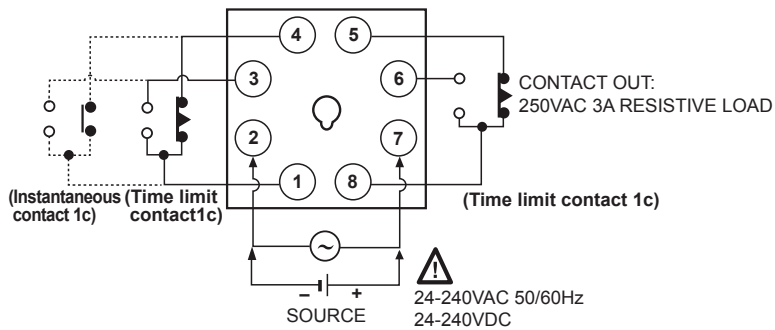 4
5
3
6
CONTACT OUT:
250VAC 3A RESISTIVE LOAD
2
7
1
8
(Instantaneous
contact 1c)
(Time limit
contact1c)
(Time limit contact 1c)
~
– +
SOURCE
!
24-240VAC 50/60Hz
24-240VDC